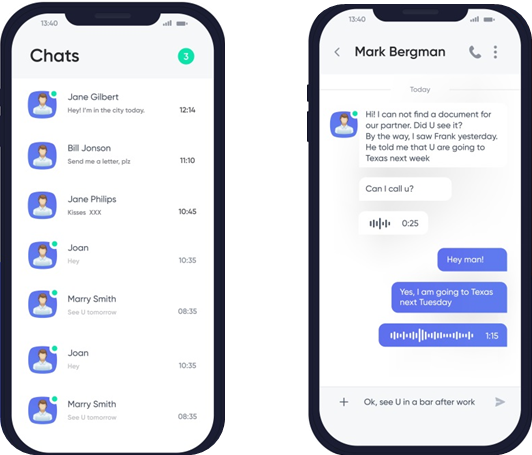 13:40
Chats
3
Jane Gilbert
Hey! I'm in the city today.
12:14
Bill Jonson
Send me a letter, plz
11:10
Jane Philips
Kisses XXX
10:45
Joan
Hey
10:35
Marry Smith
See U tomorrow
08:35
Joan
Hey
10:35
Marry Smith
See U tomorrow
08:35
13:40
Mark Bergman
Today
Hi! I can not find a document for
our partner. Did U see it?
By the way, I saw Frank yesterday.
He told me that U are going to
Texas next week
Can I call u?
0:25
Hey man!
Yes, I am going to Texas
next Tuesday
1:15
Ok, see U in a bar after work